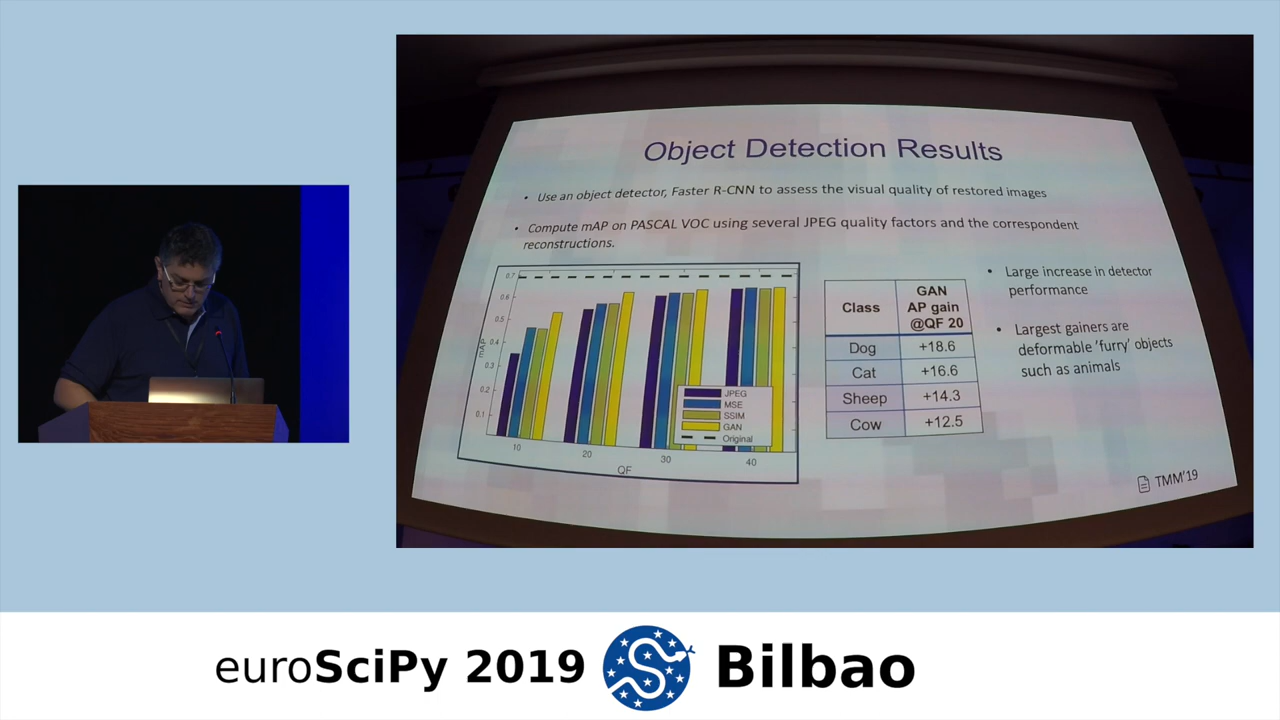 Object Detection Results
• Use an object detector, Faster R-CNN to assess the visual quality of restored images
• Compute mAP on PASCAL VOC using several JPEG quality factors and the correspondent
reconstructions.
0.7
0.6
0.5
0.4
0.3
0.2
0.1
mAP
10
20
30
40
QF
JPEG
MSE
SSIM
GAN
Original
Class
GAN
AP gain
@QF 20
Dog +18.6
Cat +16.6
Sheep +14.3
Cow +12.5
• Large increase in detector
performance
• Largest gainers are
deformable 'furry' objects
such as animals
TMM'19
euroSciPy 2019 Bilbao